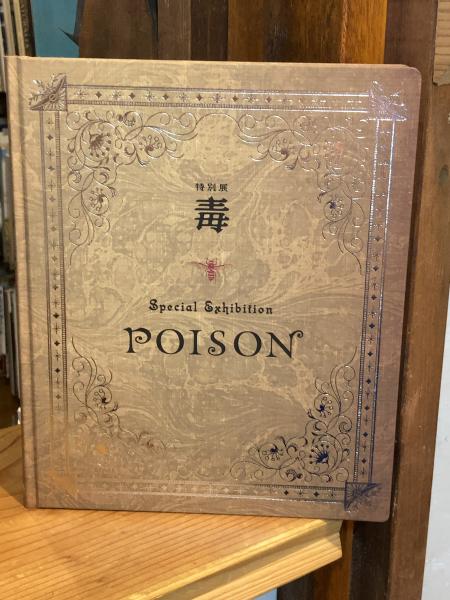 特別展
毒
Special Exhibition
POISON